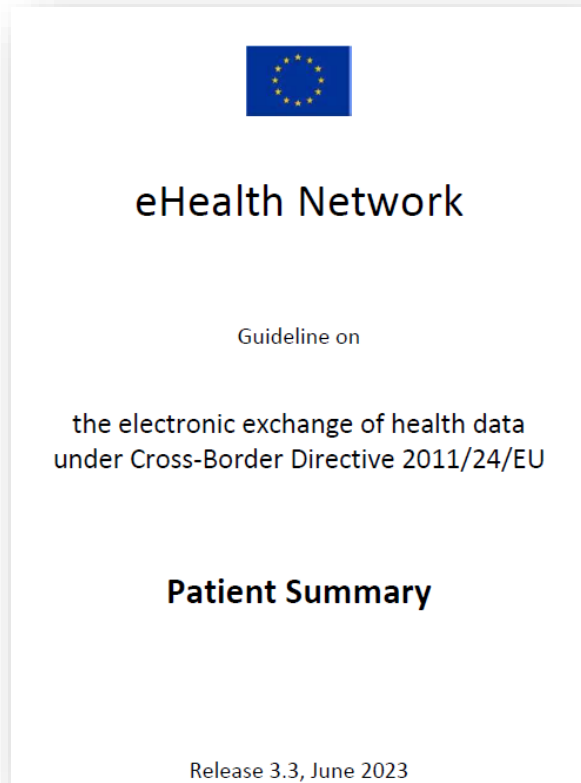 eHealth Network
Guideline on
the electronic exchange of health data
under Cross-Border Directive 2011/24/EU
Patient Summary
Release 3.3, June 2023